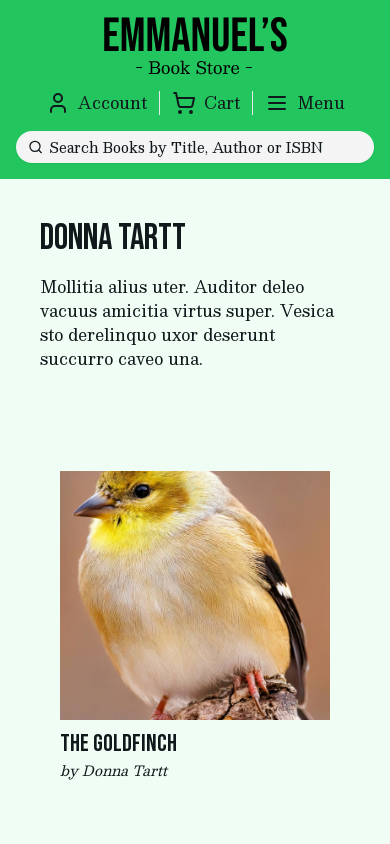 EMMANUEL'S
- Book Store -
Account
Cart
Menu
Search Books by Title, Author or ISBN
DONNA TARTT
Mollitia alius uter. Auditor deleo
vacuus amicitia virtus super. Vesica
sto derelinquo uxor deserunt
succurro caveo una.
THE GOLDFINCH
by Donna Tartt